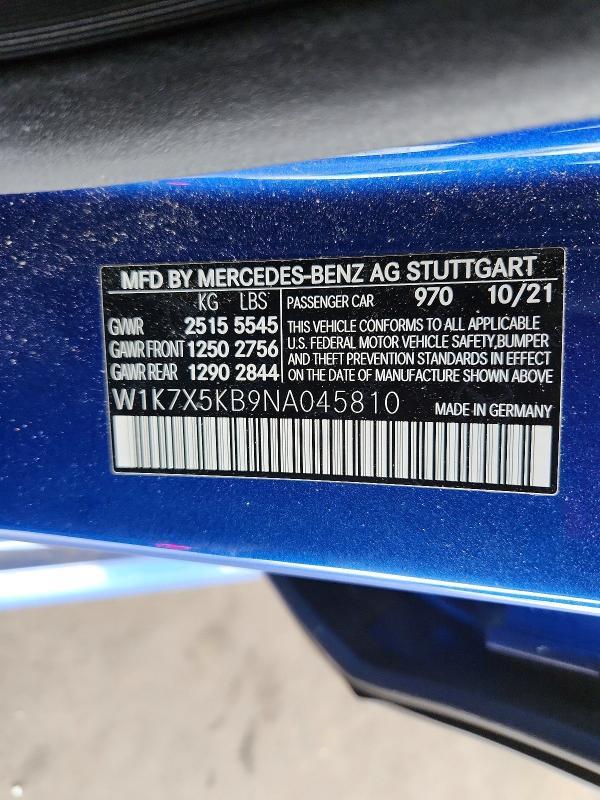 MFD BY MERCEDES-BENZ AG STUTTGART
KG LBS PASSENGER CAR 970 10/21
GVWR 2515 5545 THIS VEHICLE CONFORMS TO ALL APPLICABLE
GAWR FRONT 1250 2756 U.S. FEDERAL MOTOR VEHICLE SAFETY,BUMPER
AND THEFT PREVENTION STANDARDS IN EFFECT
GAWR REAR 1290 2844 ON THE DATE OF MANUFACTURE SHOWN ABOVE
W1K7X5KB9NA045810 MADE IN GERMANY